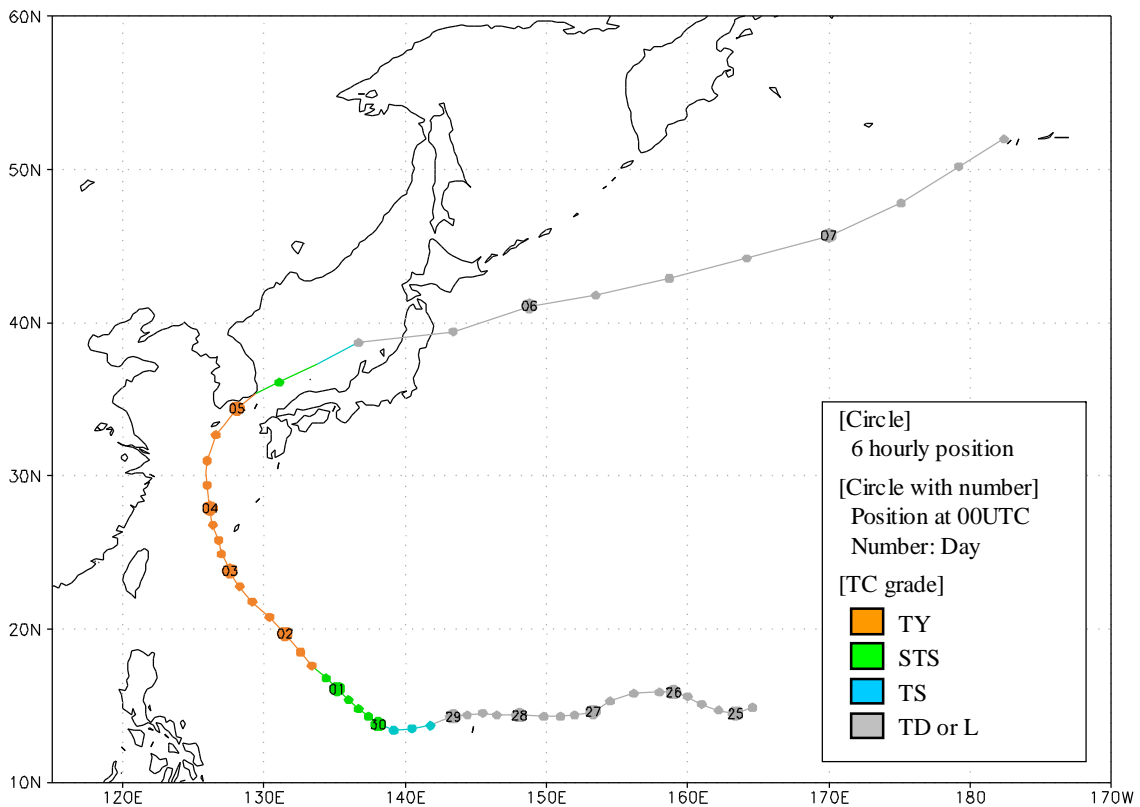 60N
50N
40N
30N
20N
10N
120E 130E 140E 150E 160E 170E 180E 170W
07
06
05
04
03
02
01
30
29 28 27 26 25
[Circle]
6 hourly position
[Circle with number]
Position at 00UTC
Number: Day
[TC grade]
TY
STS
TS
TD or L